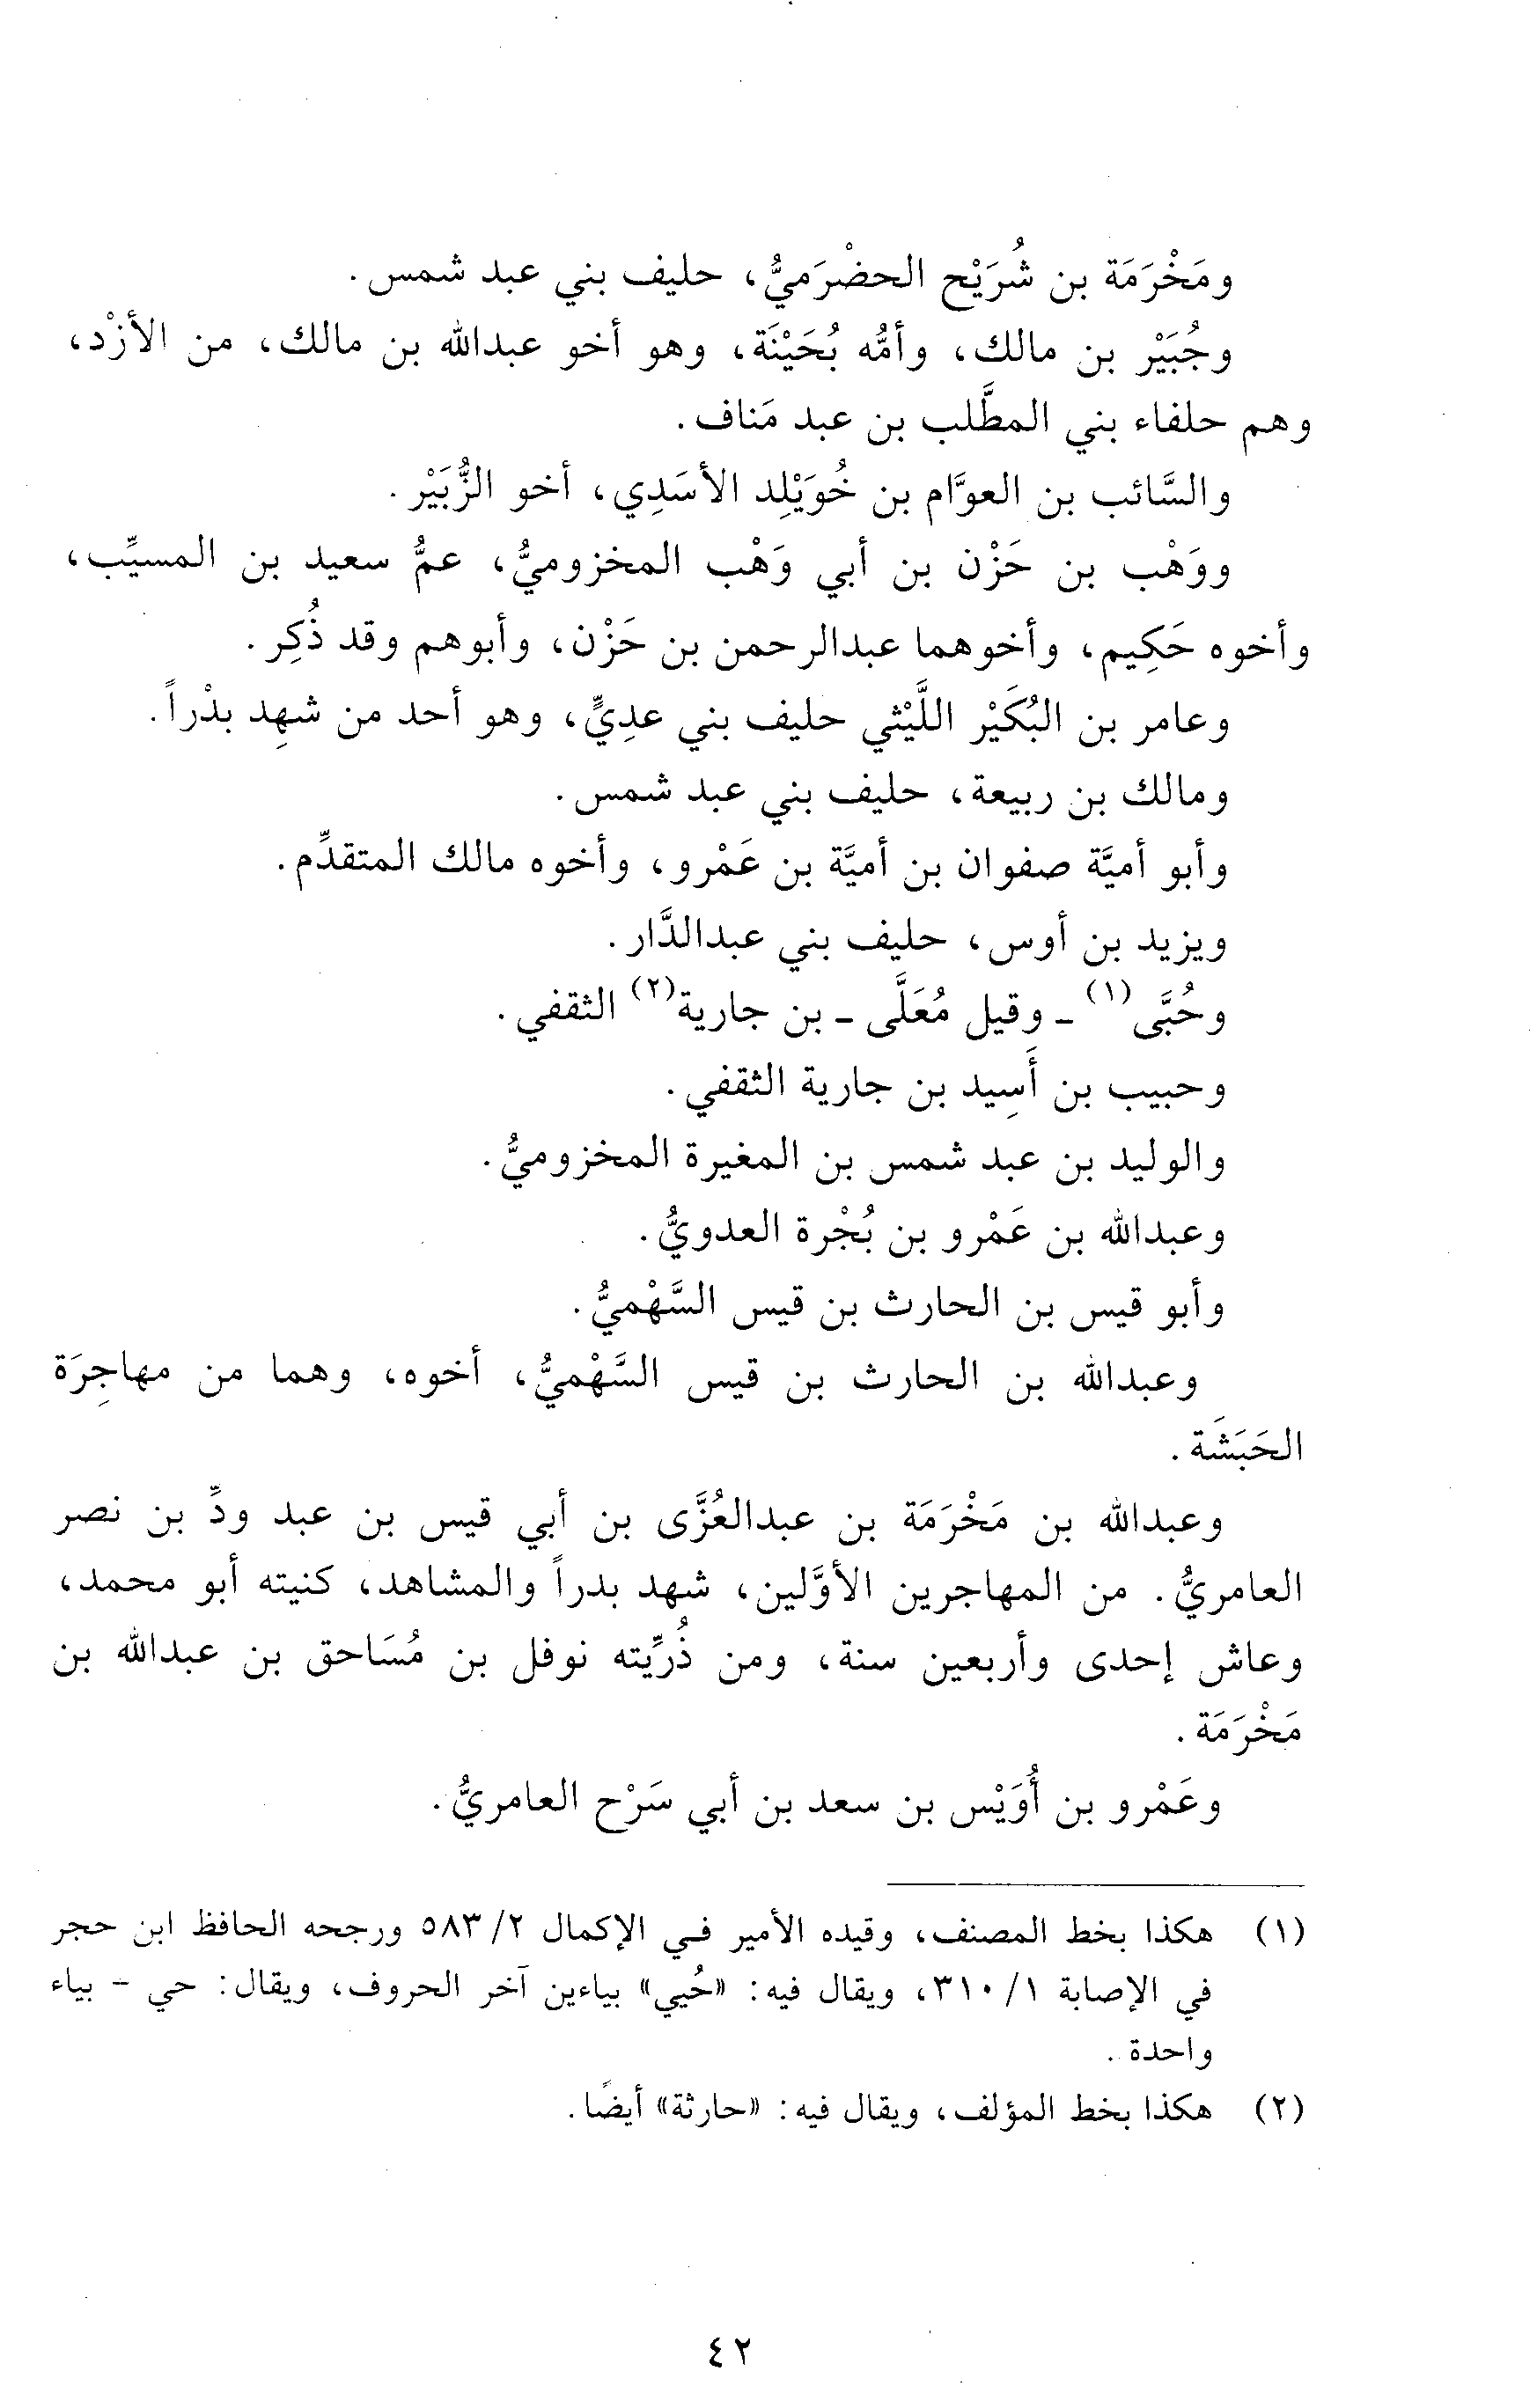 ومَخْرَمَة بن شُرَيْح الحضْرَميُّ، حليف بني عبد شمس.
وجُبَيْر بن مالك، وأمُّه بُحَيْنَة، وهو أخو عبدالله بن مالك، من الأزْد،
وهم حلفاء بني المطَّلب بن عبد مَناف.
والسَّائب بن العوَّام بن خُوَيْلِد الأسَدِي، أخو الزُّبَيْر.
ووَهْب بن حَزْن بن أبي وَهْب المخزوميُّ، عمُّ سعيد بن المسيِّب،
وأخوه حَكِيم، وأخوهما عبدالرحمن بن حَزْن، وأبوهم وقد ذُكِر.
وعامر بن البُكَيْر اللَّيْثي حليف بني عدِيٍّ، وهو أحد من شهِد بدْراً.
ومالك بن ربيعة، حليف بني عبد شمس.
وأبو أميَّة صفوان بن أميَّة بن عَمْرو، وأخوه مالك المتقدِّم.
ويزيد بن أوس، حليف بني عبدالدَّار.
وحُبَّى(١) ـ وقيل مُعَلَّى ـ بن جارية(٢) الثقفي.
وحبيب بن أَسِيد بن جارية الثقفي.
والوليد بن عبد شمس بن المغيرة المخزوميُّ.
وعبدالله بن عَمْرو بن بُجْرة العدويُّ.
وأبو قيس بن الحارث بن قيس السَّهْميُّ.
وعبدالله بن الحارث بن قيس السَّهْميُّ، أخوه، وهما من مهاجِرَة
الحَبَشَة.
وعبدالله بن مَخْرَمَة بن عبدالعُزَّى بن أبي قيس بن عبد ودِّ بن نصر
العامريُّ. من المهاجرين الأوَّلين، شهد بدراً والمشاهد، كنيته أبو محمد،
وعاش إحدى وأربعين سنة، ومن ذُرِّيته نوفل بن مُسَاحق بن عبدالله بن
مَخْرَمَة.
وعَمْرو بن أُوَيْس بن سعد بن أبي سَرْح العامريُّ.
(١) هكذا بخط المصنف، وقيده الأمير في الإكمال ٢/ ٥٨٣ ورجحه الحافظ ابن حجر
في الإصابة ١/ ٣١٠، ويقال فيه: «حُيي» بياءين آخر الحروف، ويقال: حي - بياء
واحدة.
(٢) هكذا بخط المؤلف، ويقال فيه: «حارثة» أيضًا.
٤٢